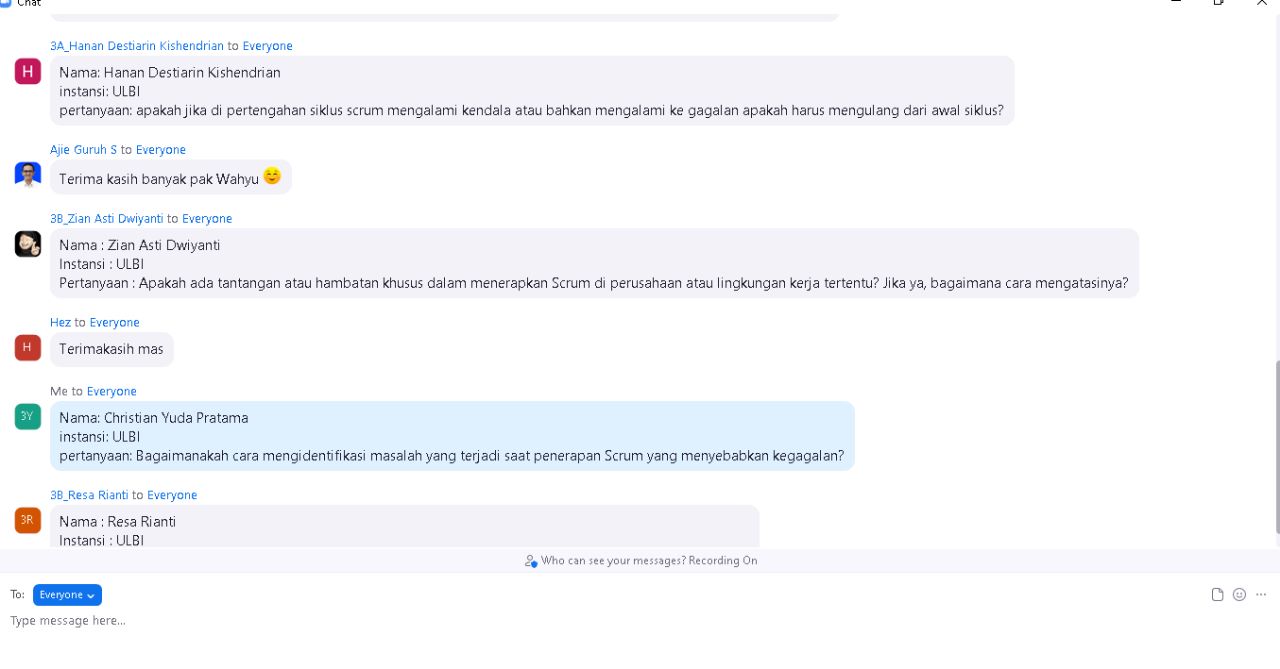 Chat
3A_Hanan Destiarin Kishendrian to Everyone
H
Nama: Hanan Destiarin Kishendrian
instansi: ULBI
pertanyaan: apakah jika di pertengahan siklus scrum mengalami kendala atau bahkan mengalami ke gagalan apakah harus mengulang dari awal siklus?
Ajie Guruh S to Everyone
Terima kasih banyak pak Wahyu 😊
3B_Zian Asti Dwiyanti to Everyone
Nama : Zian Asti Dwiyanti
Instansi : ULBI
Pertanyaan : Apakah ada tantangan atau hambatan khusus dalam menerapkan Scrum di perusahaan atau lingkungan kerja tertentu? Jika ya, bagaimana cara mengatasinya?
Hez to Everyone
H
Terimakasih mas
Me to Everyone
3Y
Nama: Christian Yuda Pratama
instansi: ULBI
pertanyaan: Bagaimanakah cara mengidentifikasi masalah yang terjadi saat penerapan Scrum yang menyebabkan kegagalan?
3B_Resa Rianti to Everyone
3R
Nama : Resa Rianti
Instansi : ULBI
Who can see your messages? Recording On
To: Everyone
Type message here...